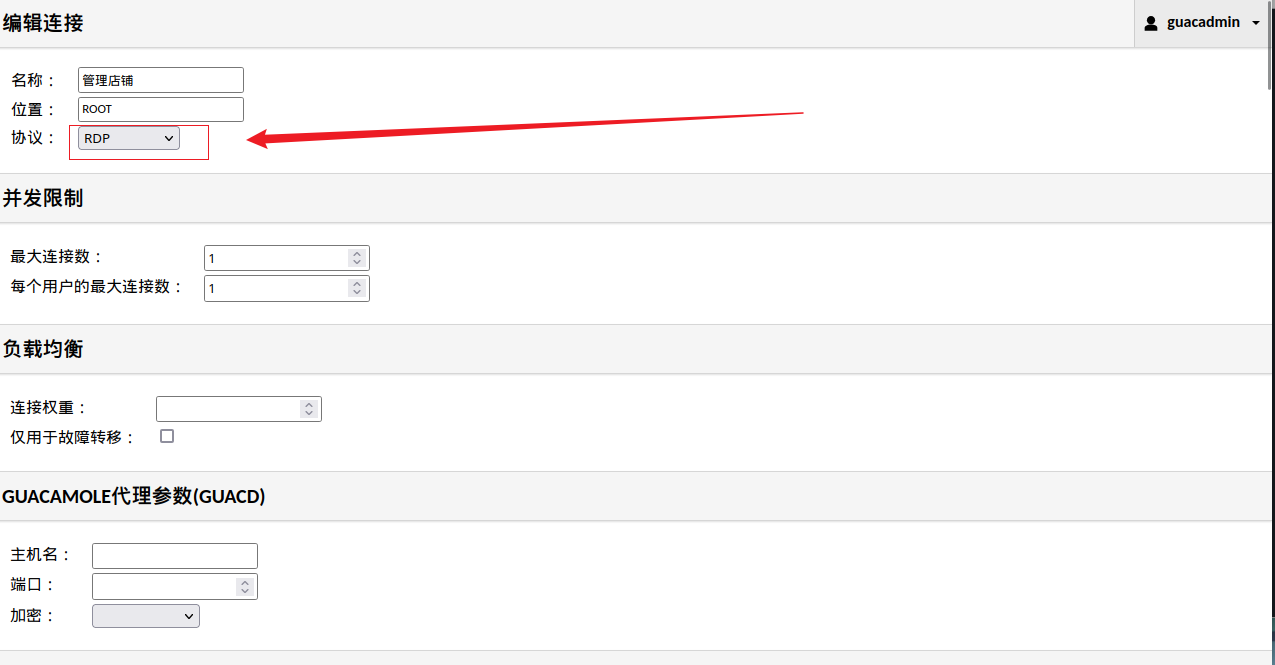 编辑连接
guacadmin
名称：
管理店铺
位置：
ROOT
协议：
RDP
并发限制
最大连接数：
1
每个用户的最大连接数：
1
负载均衡
连接权重：
仅用于故障转移：
GUACAMOLE代理参数(GUACD)
主机名：
端口：
加密：